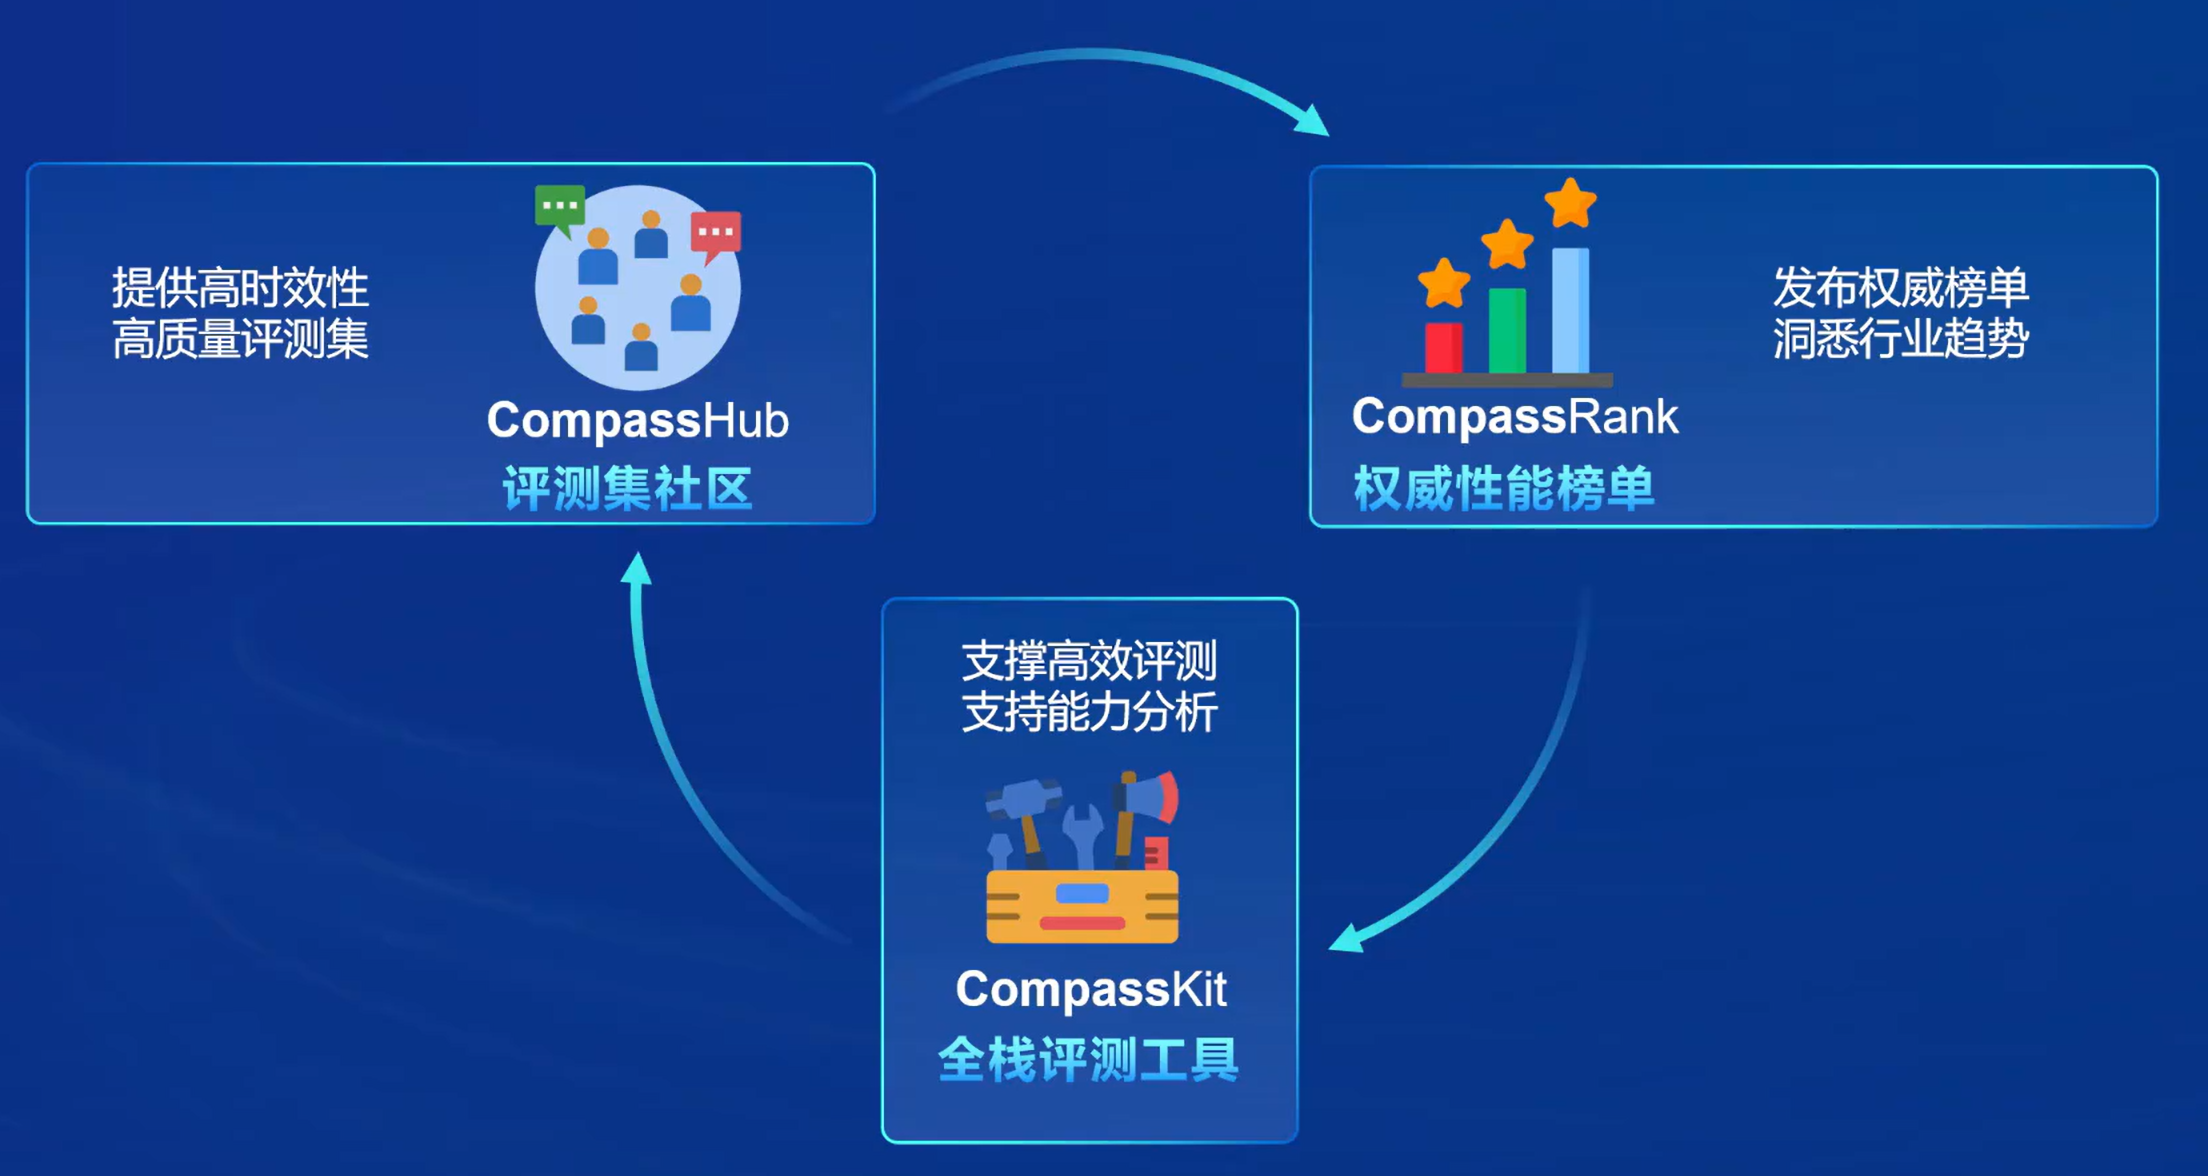 提供高时效性
高质量评测集
CompassHub
评测集社区
发布权威榜单
洞悉行业趋势
CompassRank
权威性能榜单
支撑高效评测
支持能力分析
CompassKit
全栈评测工具